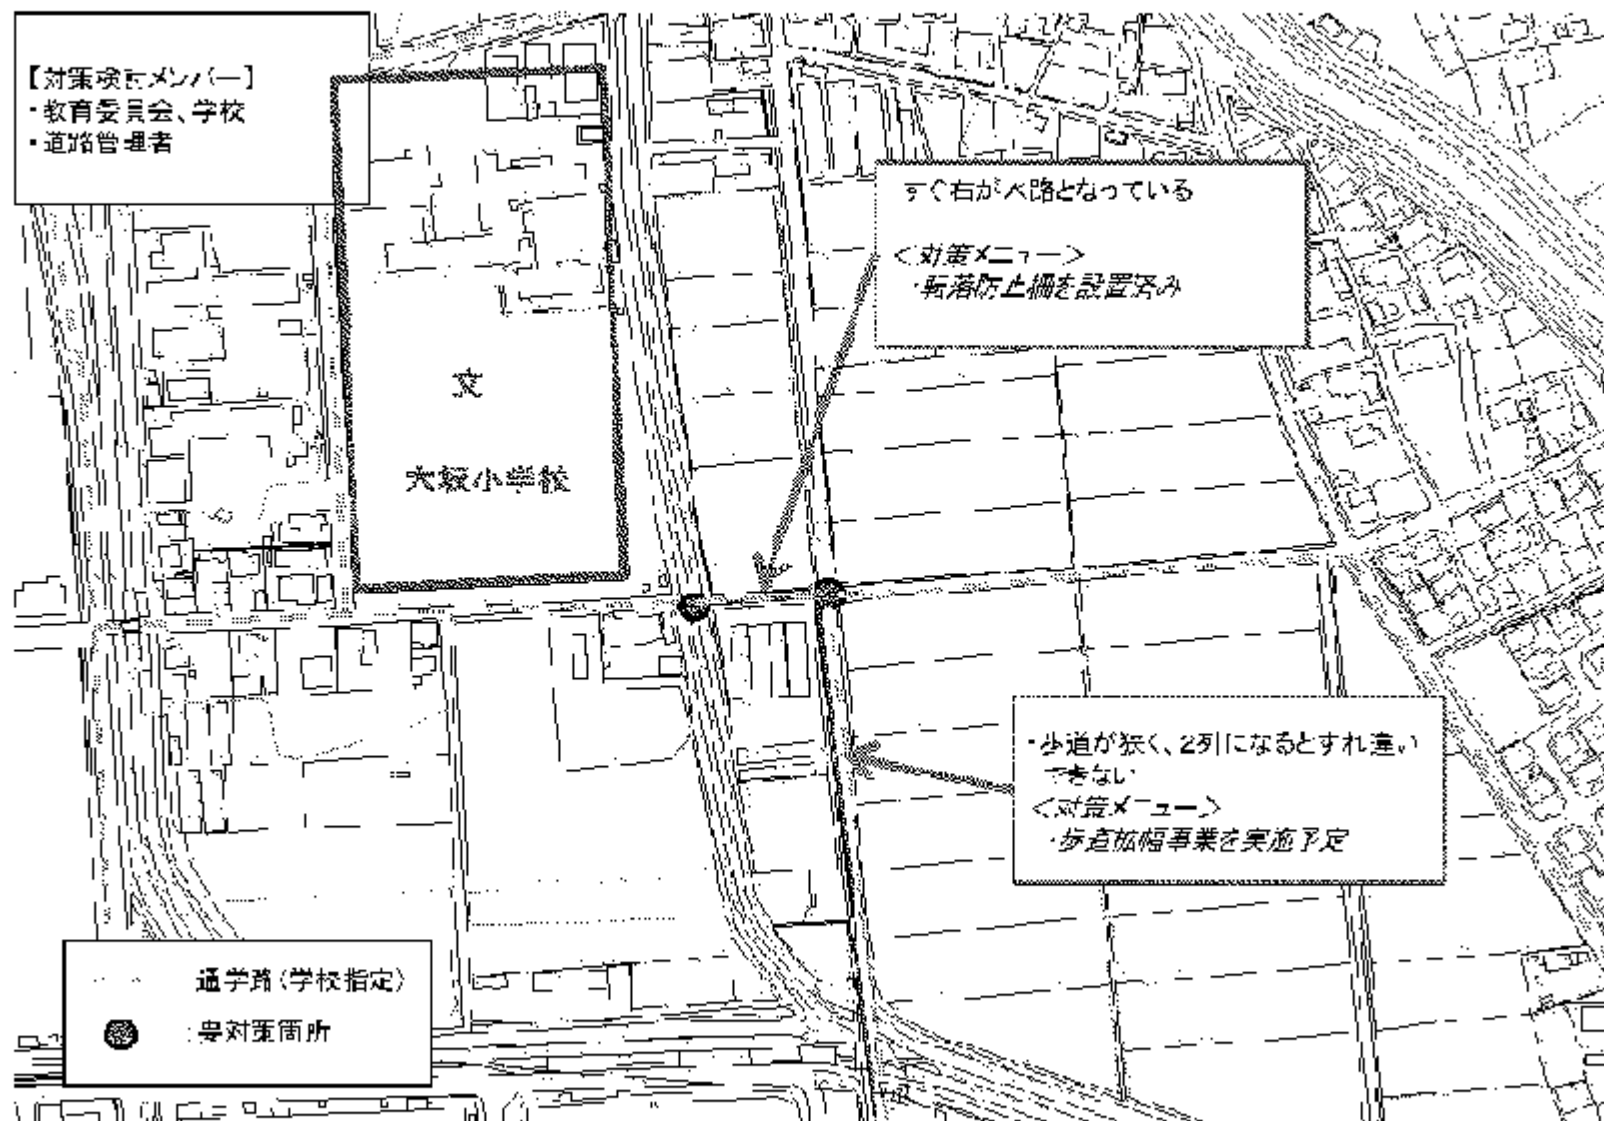 【対策検討メンバー】
・教育委員会、学校
・道路管理者
すぐ右が水路となっている
＜対策メニュー＞
・転落防止柵を設置済み
文
大坂小学校
・歩道が狭く、2列になるとすれ違い
できない
＜対策メニュー＞
・歩道拡幅事業を実施予定
通学路（学校指定）
：要対策箇所